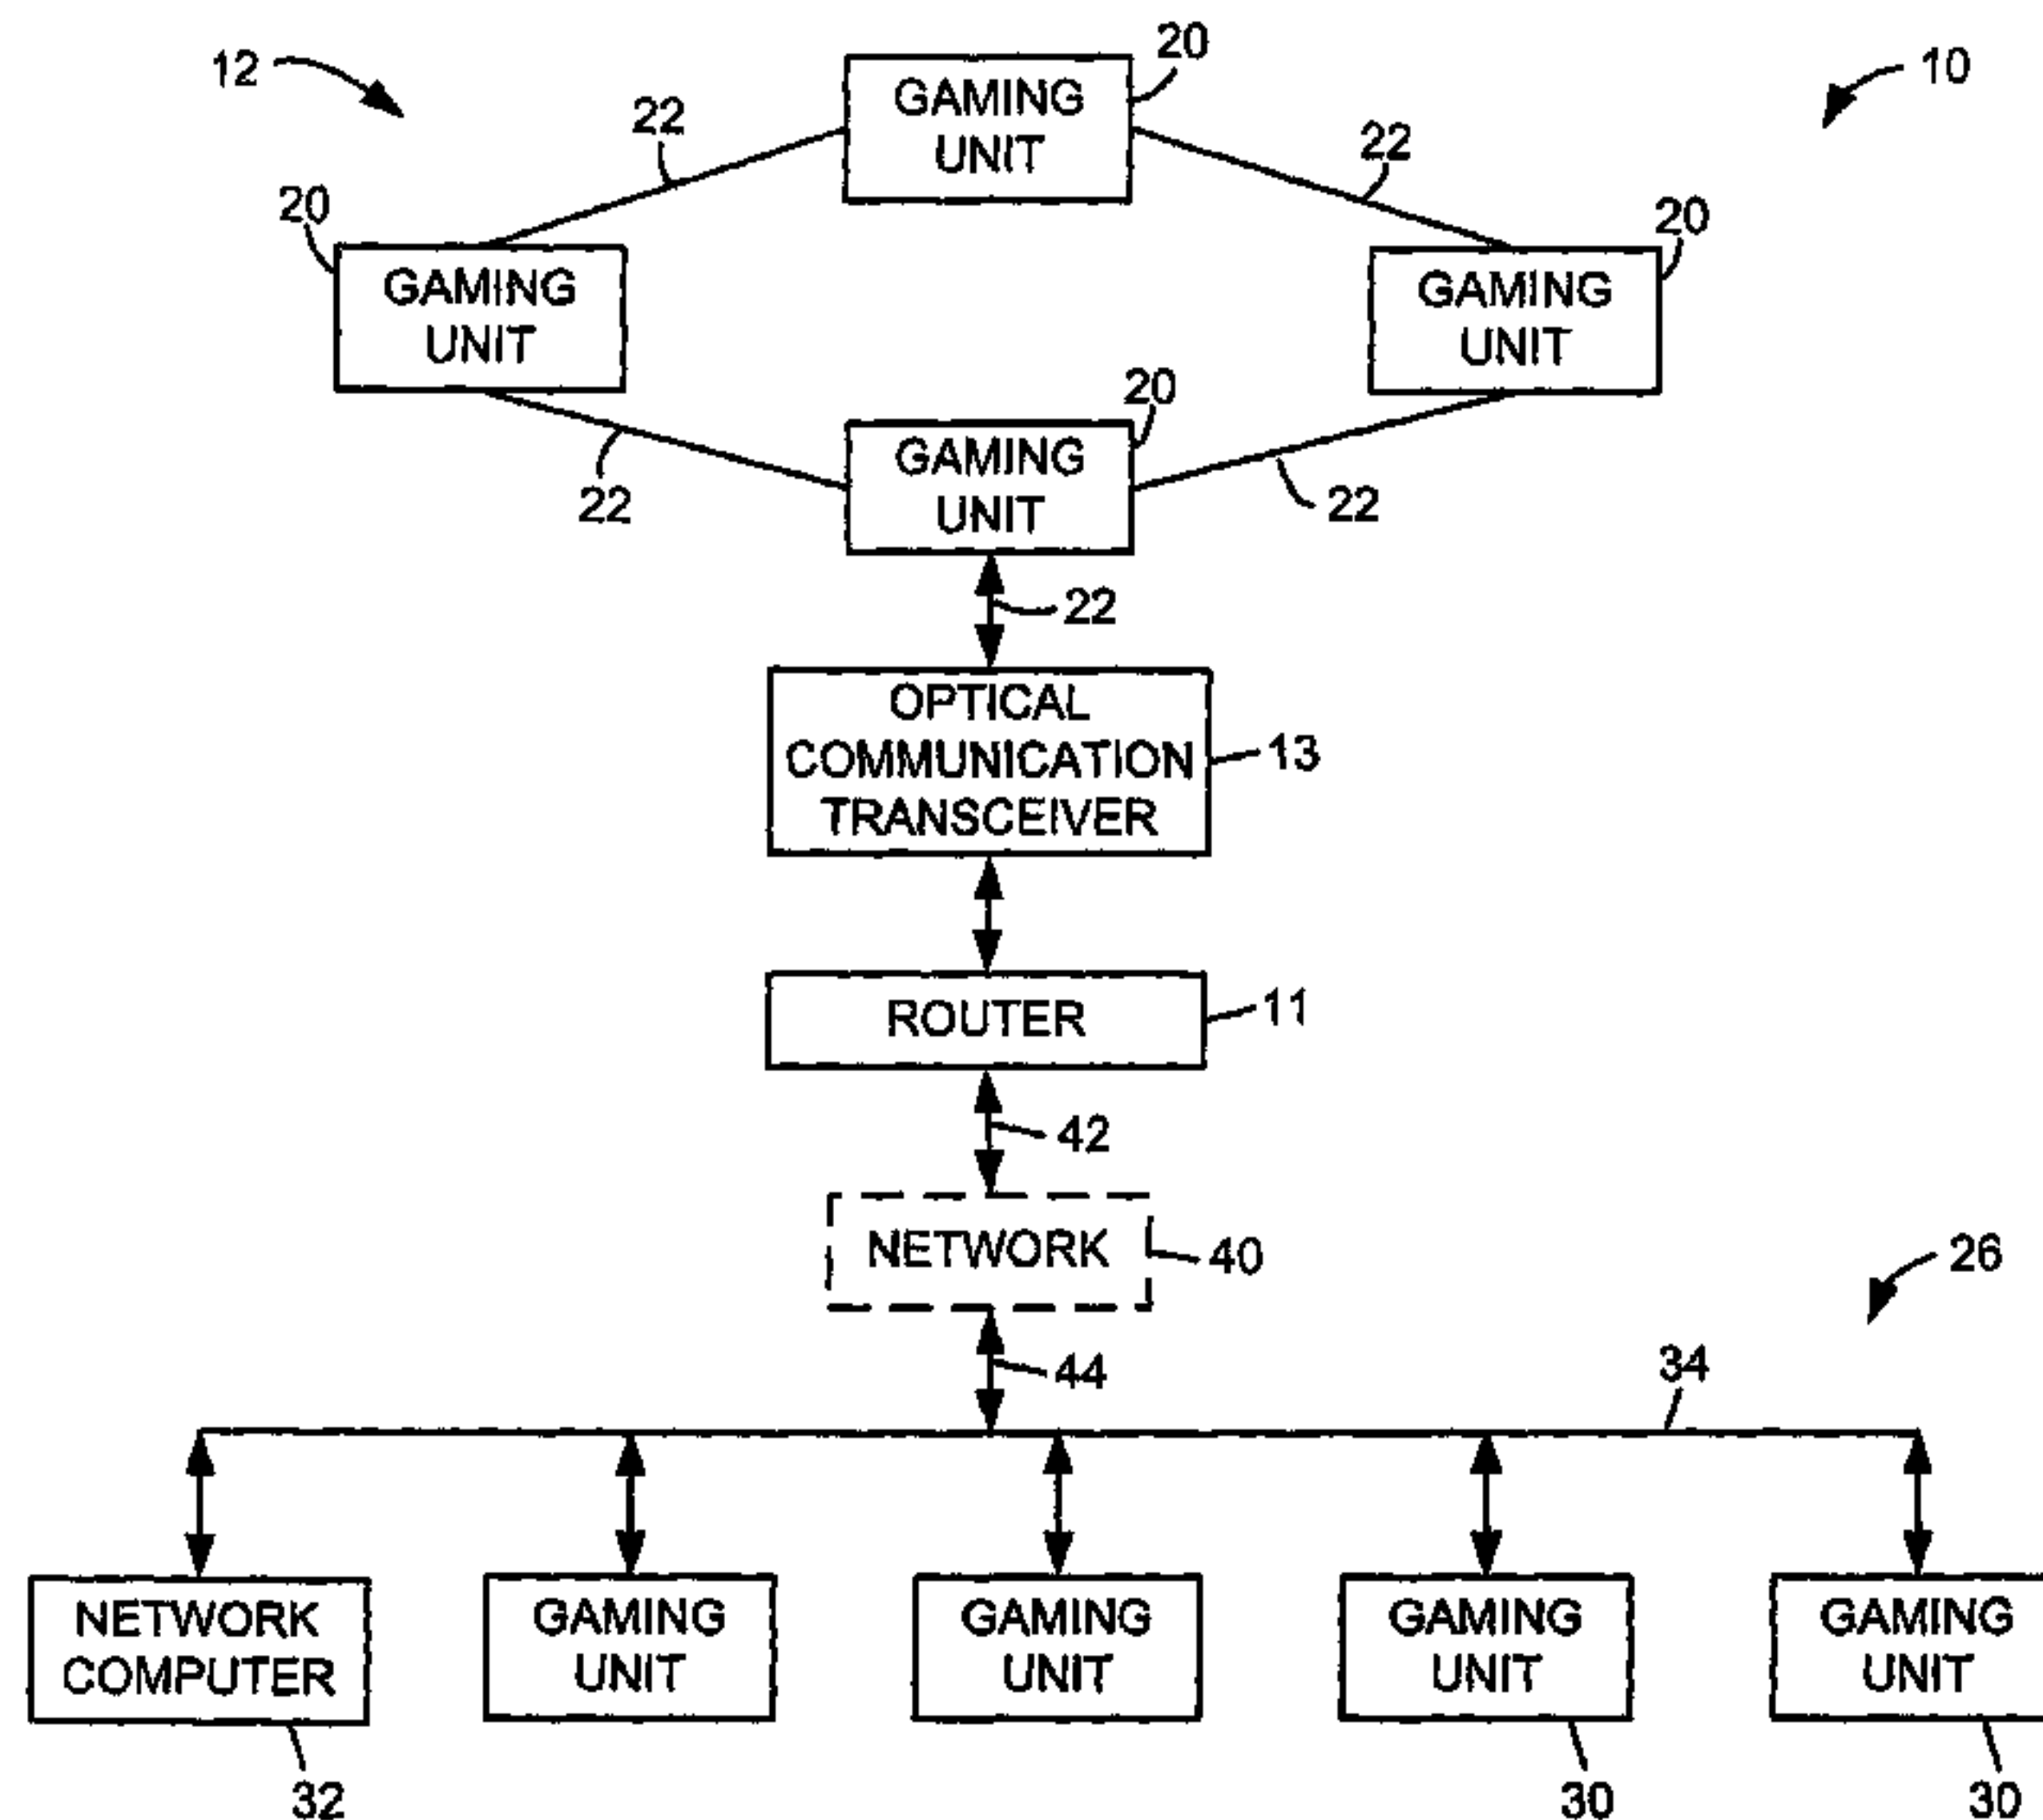 12
20
10
GAMING
UNIT
22
22
20
20
GAMING
UNIT
GAMING
UNIT
20
GAMING
UNIT
22
22
22
OPTICAL
COMMUNICATION
TRANSCEIVER
13
ROUTER
11
42
NETWORK
40
26
44
34
NETWORK
COMPUTER
GAMING
UNIT
GAMING
UNIT
GAMING
UNIT
GAMING
UNIT
32
30
30